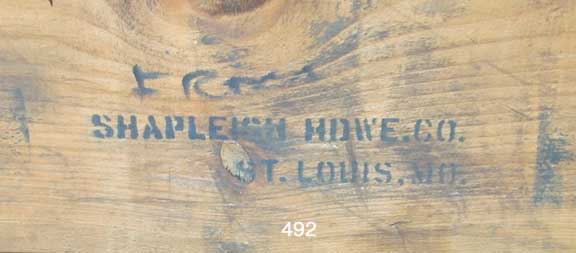 SHAPLEIGH HDWE.CO.
ST. LOUIS, MO.
492